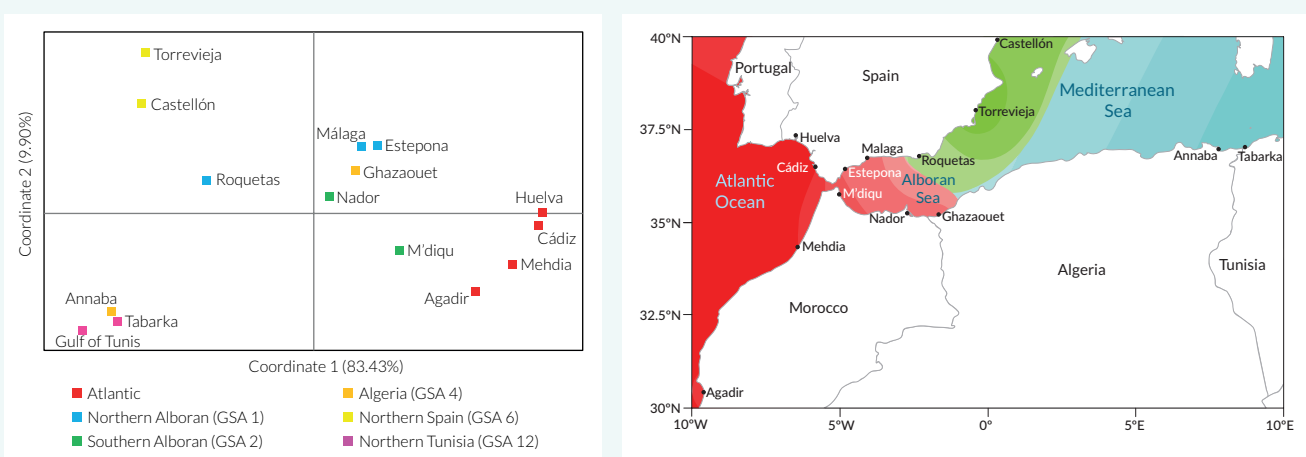 Torrevieja
Castellón
Málaga
Estepona
Ghazaouet
Roquetas
Nador
Huelva
Cádiz
M'diqu
Mehdia
Agadir
Annaba
Tabarka
Gulf of Tunis
Coordinate 2 (9.90%)
Coordinate 1 (83.43%)
Atlantic
Northern Alboran (GSA 1)
Southern Alboran (GSA 2)
Algeria (GSA 4)
Northern Spain (GSA 6)
Northern Tunisia (GSA 12)
40°N
37.5°N
35°N
32.5°N
30°N
10°W
5°W
0°
5°E
10°E
Castellón
Portugal
Spain
Mediterranean
Sea
Torrevieja
Huelva
Malaga
Roquetas
Annaba
Tabarka
Cádiz
Estepona
Alboran
Sea
Atlantic
Ocean
M'diqu
Nador
Ghazaouet
Mehdia
Algeria
Tunisia
Morocco
Agadir